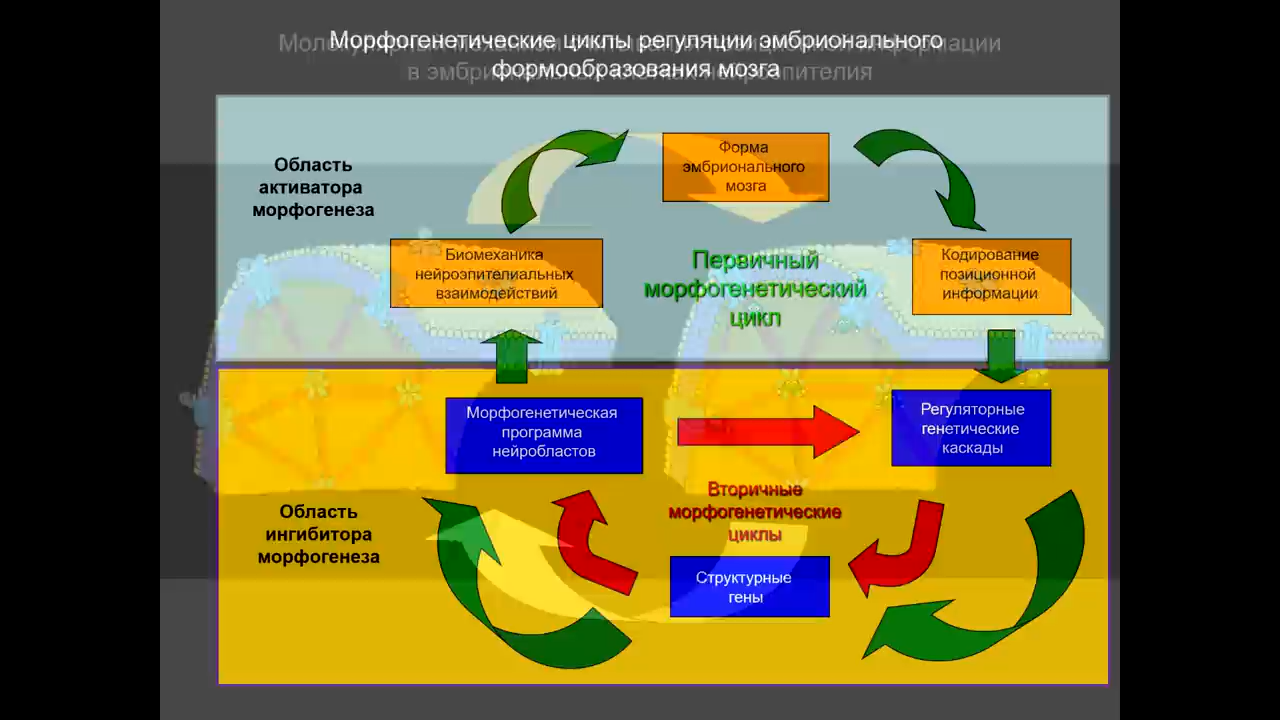 Морфогенетические циклы регуляции эмбрионального
формообразования мозга
Область
активатора
морфогенеза
Форма
эмбрионального
мозга
Биомеханика
нейроэпителиальных
взаимодействий
Первичный
морфогенетический
цикл
Кодирование
позиционной
информации
Морфогенетическая
программа
нейробластов
Регуляторные
генетические
каскады
Вторичные
морфогенетические
циклы
Область
ингибитора
морфогенеза
Структурные
гены